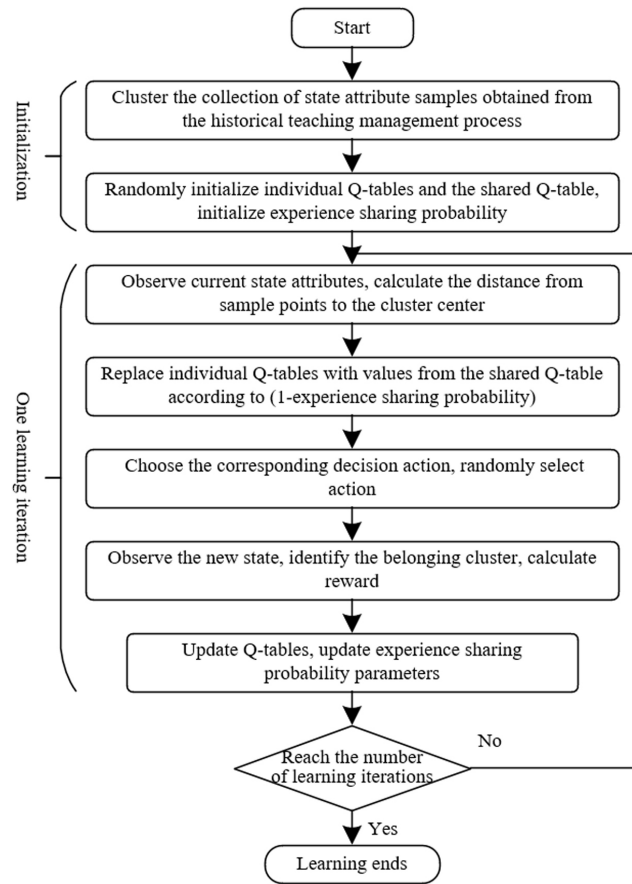 Start
Initialization
Cluster the collection of state attribute samples obtained from
the historical teaching management process
Randomly initialize individual Q-tables and the shared Q-table,
initialize experience sharing probability
One learning iteration
Observe current state attributes, calculate the distance from
sample points to the cluster center
Replace individual Q-tables with values from the shared Q-table
according to (1-experience sharing probability)
Choose the corresponding decision action, randomly select
action
Observe the new state, identify the belonging cluster, calculate
reward
Update Q-tables, update experience sharing
probability parameters
Reach the number
of learning iterations
No
Yes
Learning ends